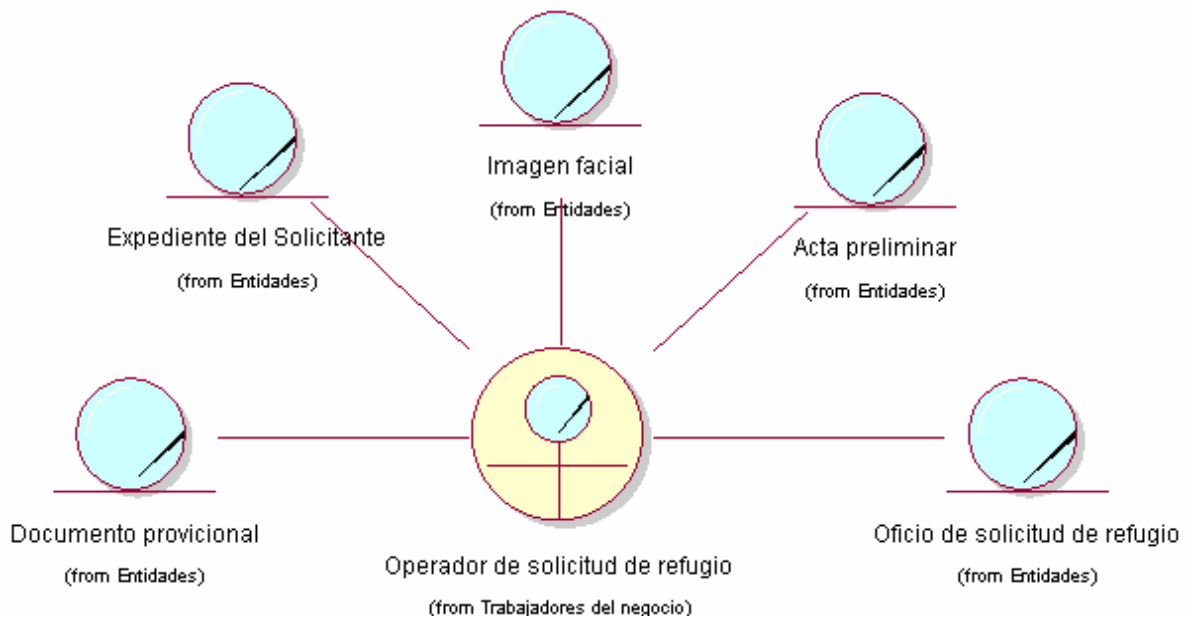 Imagen facial
(from Entidades)
Expediente del Solicitante
(from Entidades)
Acta preliminar
(from Entidades)
Documento provicional
(from Entidades)
Operador de solicitud de refugio
(from Trabajadores del negocio)
Oficio de solicitud de refugio
(from Entidades)